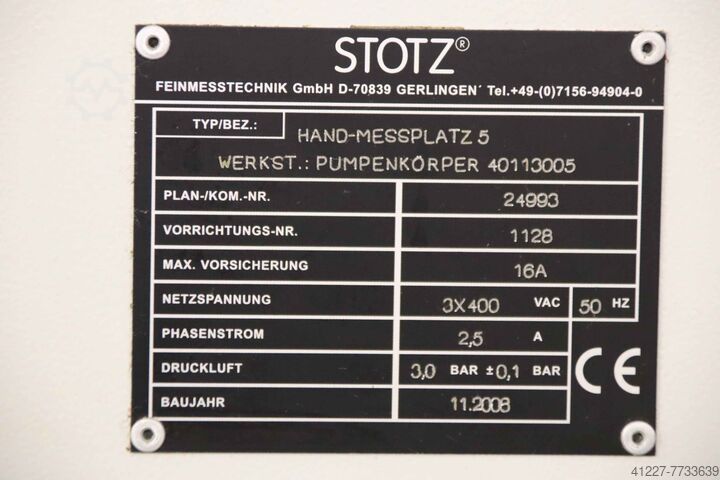 STOTZ®
FEINMESSTECHNIK GmbH D-70839 GERLINGEN´ Tel.+49-(0)7156-94904-0
TYP/BEZ.: HAND-MESSPLATZ 5
WERKST.: PUMPENKÖRPER 40113005
PLAN-/KOM.-NR. 24993
VORRICHTUNGS-NR. 1128
MAX. VORSICHERUNG 16A
NETZSPANNUNG 3X400 VAC 50 HZ
PHASENSTROM 2,5 A
DRUCKLUFT 3,0 BAR ±0,1 BAR
CE
BAUJAHR 11.2008
41227-7733639